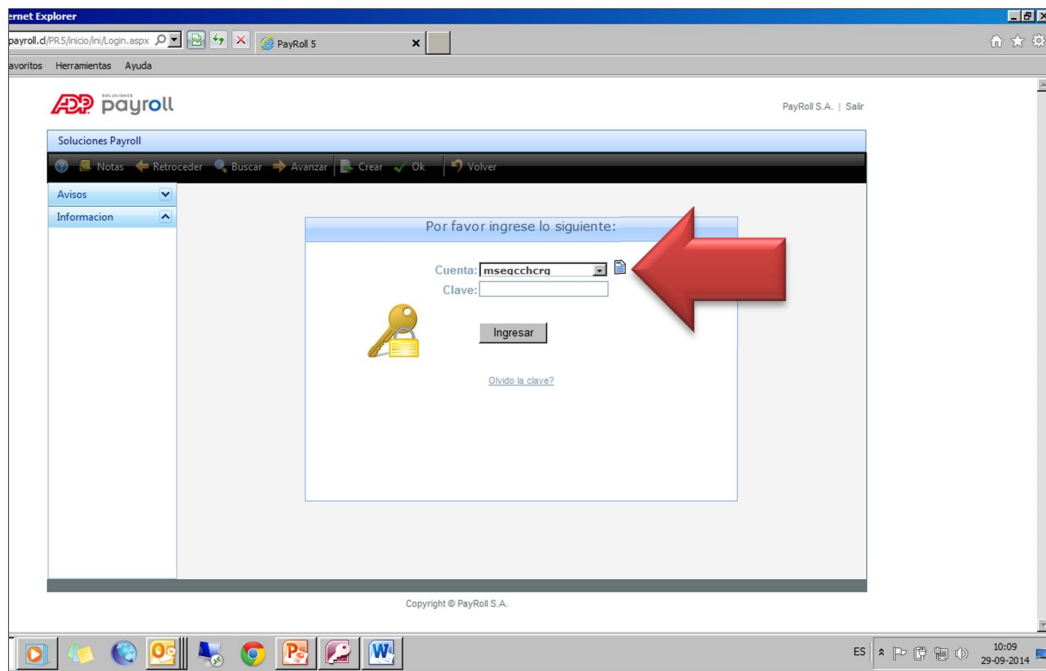 ernet Explorer
payroll.cl/PR5/inicio/ini/Login.aspx
PayRoll 5
avoritos Herramientas Ayuda
ADP SOLUCIONES payroll
PayRoll S.A. | Salir
Soluciones Payroll
Notas Retroceder Buscar Avanzar Crear Ok Volver
Avisos
Informacion
Por favor ingrese lo siguiente:
Cuenta: msegcchcrg
Clave:
Ingresar
Olvido la clave?
Copyright © PayRoll S.A.
ES
10:09
29-09-2014